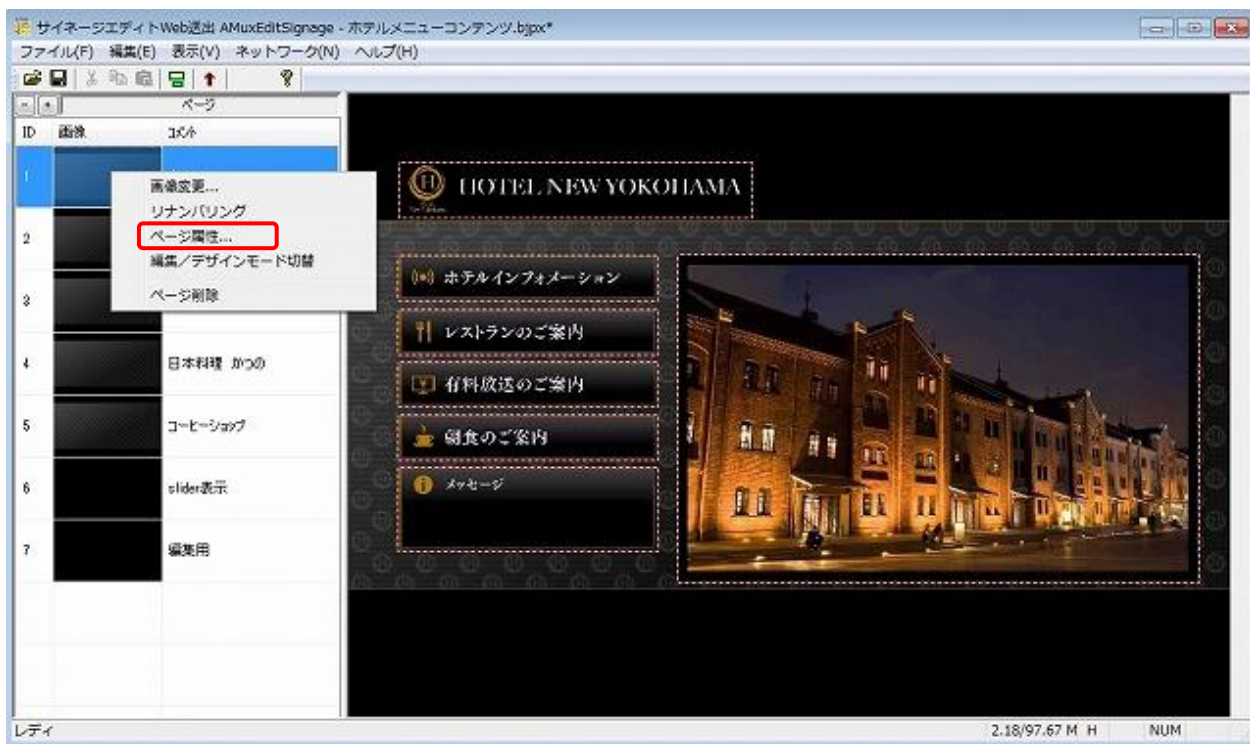 サイネージエディトWeb送出 AMuxEditSignage - ホテルメニューコンテンツ.bjpx*
ファイル(F) 編集(E) 表示(V) ネットワーク(N) ヘルプ(H)
ページ
ID 画像 コメント
1
画像変更...
リナンバリング
ページ属性...
編集／デザインモード切替
ページ削除
2
3
4 日本料理 かつの
5 コーヒーショップ
6 slider表示
7 編集用
HOTEL NEW YOKOHAMA
ホテルインフォメーション
レストランのご案内
有料放送のご案内
朝食のご案内
メッセージ
レディ 2.18/97.67 M H NUM